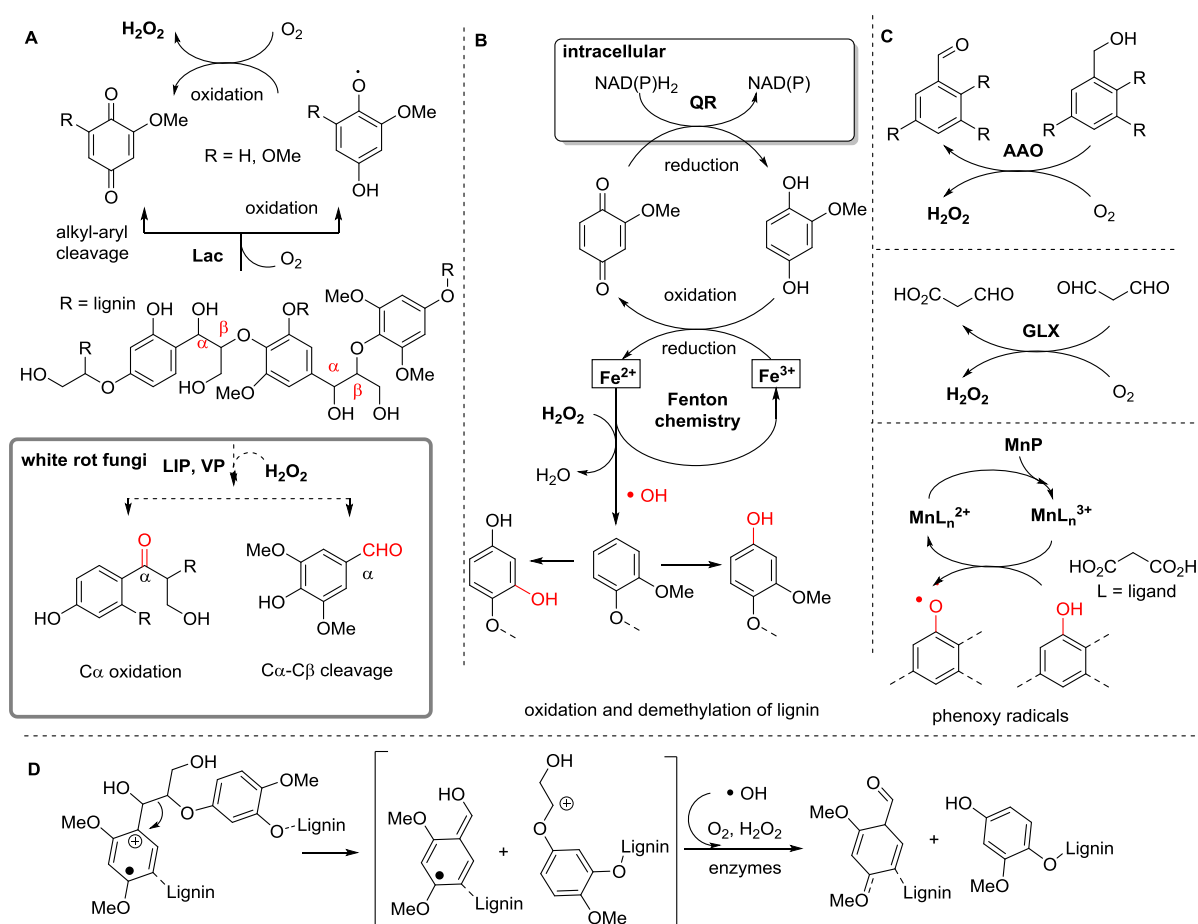 A
H2O2
O2
oxidation
O
R
OMe
O
R = H, OMe
•
O
R
OMe
OH
oxidation
alkyl-aryl
cleavage
Lac
O2
R = lignin
HO
R
O
OH
OH
α
β
HO
O
OR
MeO
α
β
OH
OH
O
MeO
R
O
OMe
white rot fungi
LIP, VP
H2O2
O
α
R
HO
R
OH
Cα oxidation
MeO
CHO
α
HO
OMe
Cα-Cβ cleavage
B
intracellular
NAD(P)H2
NAD(P)
QR
reduction
O
OMe
O
OH
OMe
OH
oxidation
reduction
Fe2+
Fe3+
Fenton
chemistry
H2O2
H2O
• OH
OH
OH
O
OMe
O
OH
OMe
O
oxidation and demethylation of lignin
C
O
R
R
R
OH
R
R
R
AAO
H2O2
O2
HO2C
CHO
OHC
CHO
GLX
H2O2
O2
MnP
MnLn2+
MnLn3+
HO2C
CO2H
L = ligand
• O
OH
phenoxy radicals
D
OH
HO
O
OMe
O
Lignin
MeO
⊕
•
Lignin
MeO
HO
MeO
•
MeO
Lignin
+
OH
⊕
O
Lignin
O
OMe
• OH
O2, H2O2
enzymes
O
MeO
MeO
Lignin
+
HO
Lignin
O
MeO